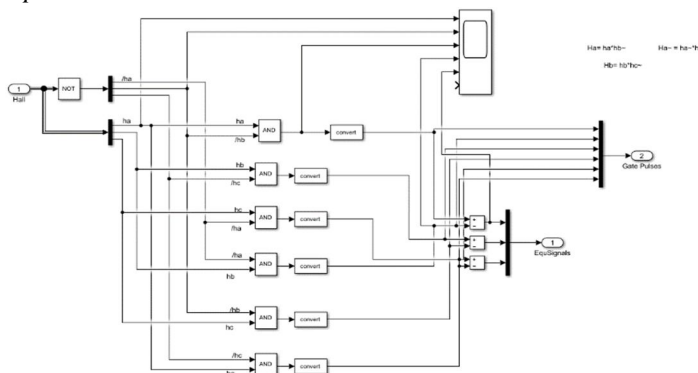 Ha= ha*hb~
Ha~ = ha~*h
Hb= hb*hc~
/ha
1
Hall
NOT
ha
ha
/hb
AND
convert
hb
/hc
AND
convert
hc
/ha
AND
convert
/ha
hb
AND
convert
/hb
hc
AND
convert
/hc
AND
convert
2
Gate Pulses
+
−
+
−
+
−
1
EquSignals